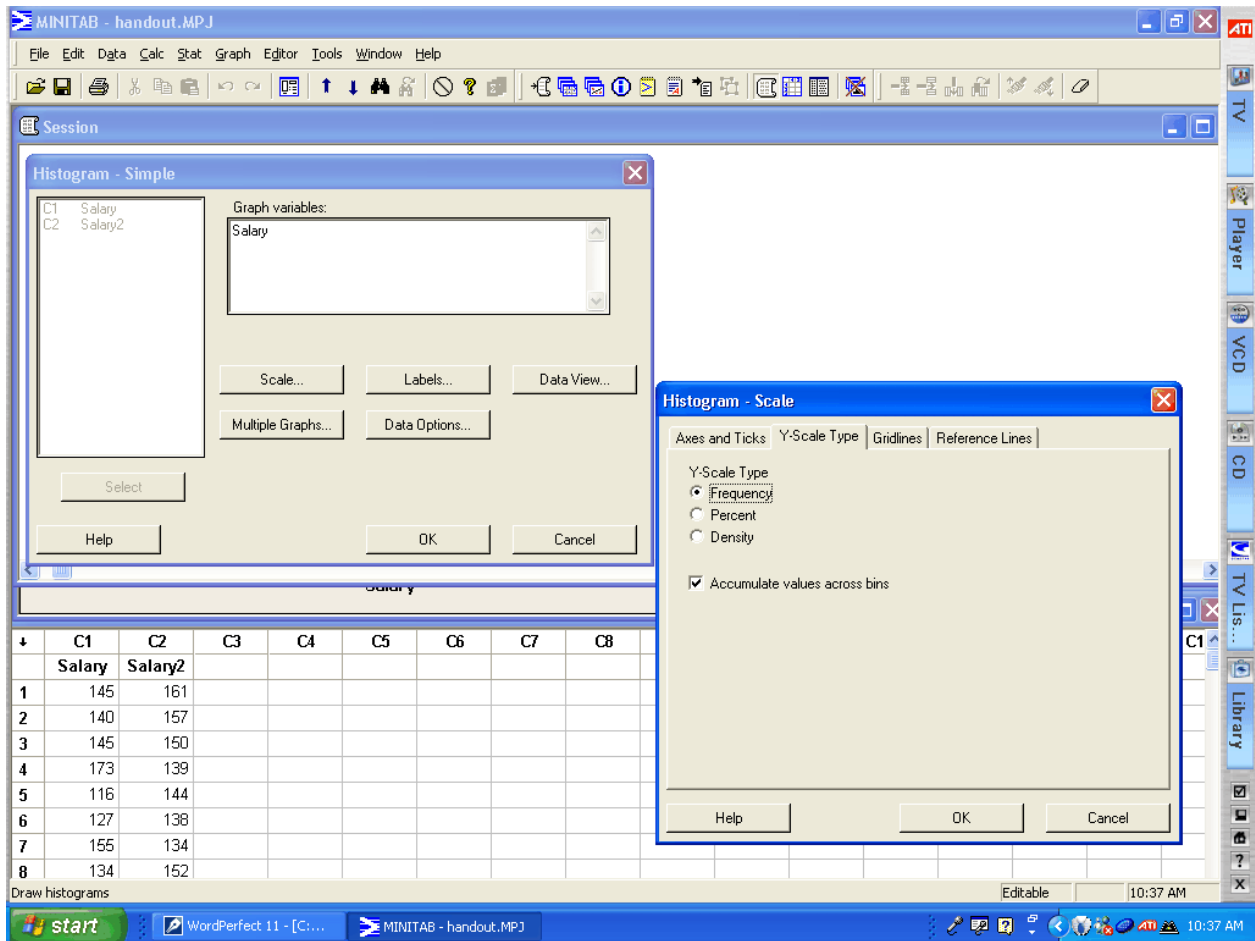 MINITAB - handout.MPJ
File Edit Data Calc Stat Graph Editor Tools Window Help
Session
Histogram - Simple
C1 Salary
C2 Salary2
Graph variables:
Salary
Scale... Labels... Data View...
Multiple Graphs... Data Options...
Select
Help OK Cancel
Histogram - Scale
Axes and Ticks Y-Scale Type Gridlines Reference Lines
Y-Scale Type
Frequency
Percent
Density
Accumulate values across bins
Help OK Cancel
Salary
C1 C2 C3 C4 C5 C6 C7 C8 C1
Salary Salary2
1 145 161
2 140 157
3 145 150
4 173 139
5 116 144
6 127 138
7 155 134
8 134 152
Draw histograms Editable 10:37 AM
start WordPerfect 11 - [C:... MINITAB - handout.MPJ 10:37 AM
ATI
TV
Player
VCD
CD
TV Lis...
Library